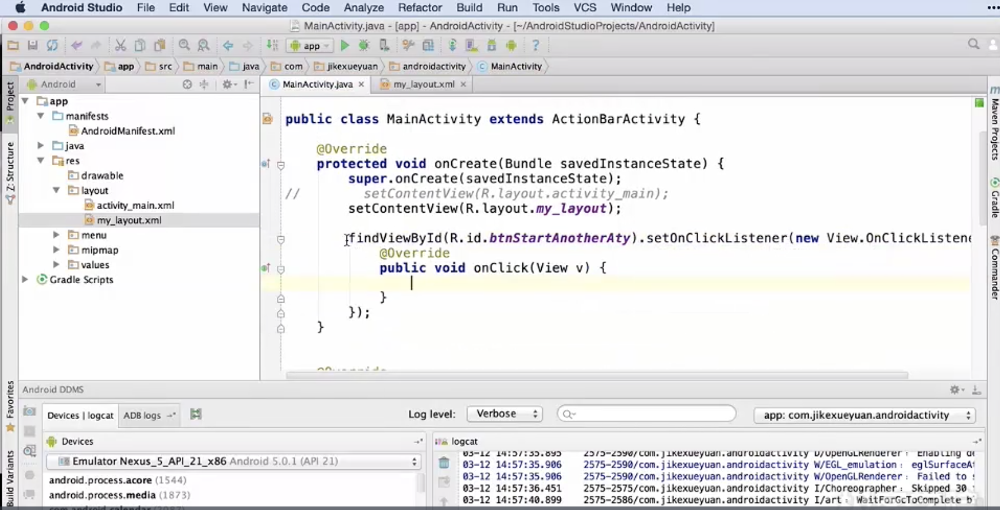 Android Studio File Edit View Navigate Code Analyze Refactor Build Run Tools VCS Window Help
MainActivity.java - [app] - AndroidActivity - [~/AndroidStudioProjects/AndroidActivity]
app
AndroidActivity app src main java com jikexueyuan androidactivity MainActivity
Android
MainActivity.java
my_layout.xml
Project
Z: Structure
Favorites
Build Variants
app
manifests
AndroidManifest.xml
java
res
drawable
layout
activity_main.xml
my_layout.xml
menu
mipmap
values
Gradle Scripts
public class MainActivity extends ActionBarActivity {
@Override
protected void onCreate(Bundle savedInstanceState) {
super.onCreate(savedInstanceState);
// setContentView(R.layout.activity_main);
setContentView(R.layout.my_layout);
findViewById(R.id.btnStartAnotherAty).setOnClickListener(new View.OnClickListene
@Override
public void onClick(View v) {
}
});
}
@Override
Maven Projects
Gradle
Commander
Android DDMS
Devices | logcat
ADB logs
Log level: Verbose
app: com.jikexueyuan.androidactivity
Devices
Emulator Nexus_5_API_21_x86 Android 5.0.1 (API 21)
android.process.acore (1544)
android.process.media (1873)
logcat
03-12 14:57:35.895 2575-2590/com.jikexueyuan.androidactivity D/OpenGLRenderer: Enabling de
03-12 14:57:35.906 2575-2590/com.jikexueyuan.androidactivity W/EGL_emulation: eglSurfaceAt
03-12 14:57:35.906 2575-2590/com.jikexueyuan.androidactivity W/OpenGLRenderer: Failed to s
03-12 14:57:36.451 2575-2575/com.jikexueyuan.androidactivity I/Choreographer: Skipped 30
03-12 14:57:40.899 2575-2586/com.jikexueyuan.androidactivity I/art: WaitForGcToComplete b